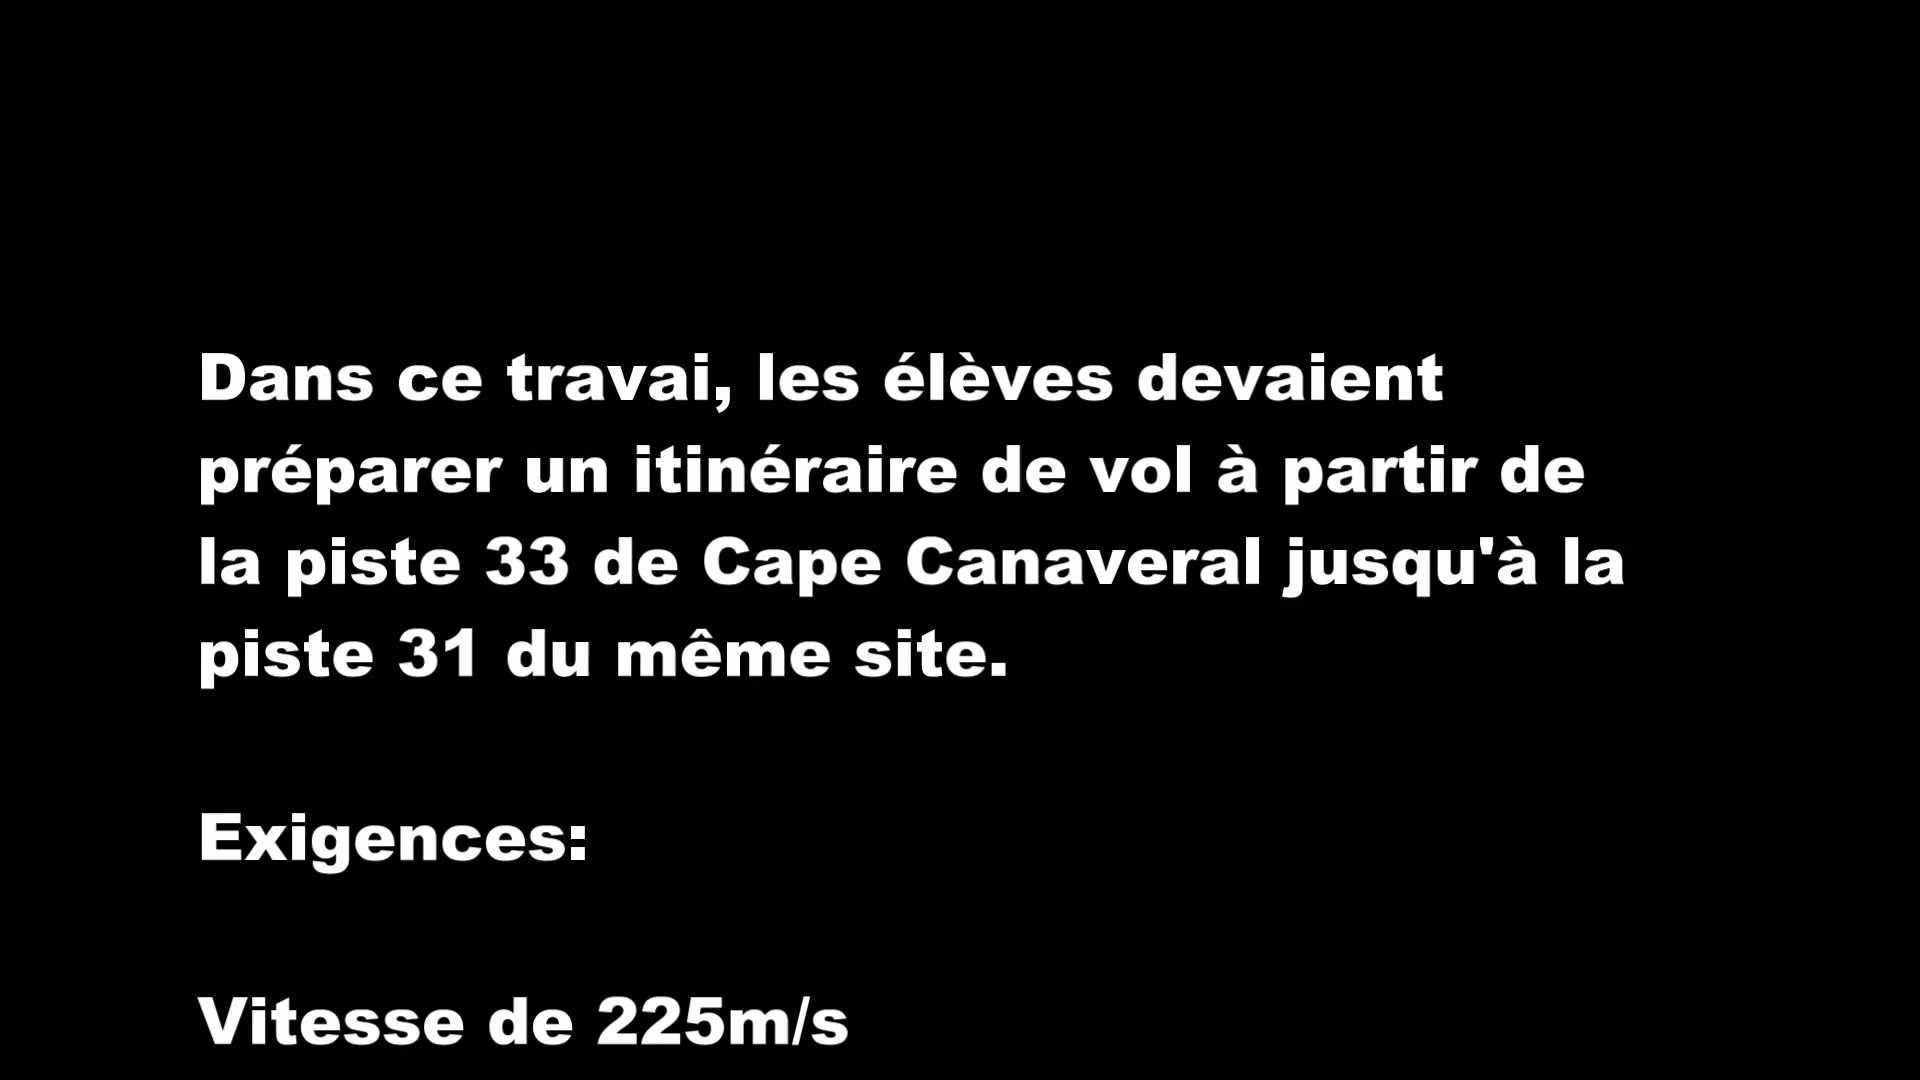 Dans ce travai, les élèves devaient
préparer un itinéraire de vol à partir de
la piste 33 de Cape Canaveral jusqu'à la
piste 31 du même site.
Exigences:
Vitesse de 225m/s